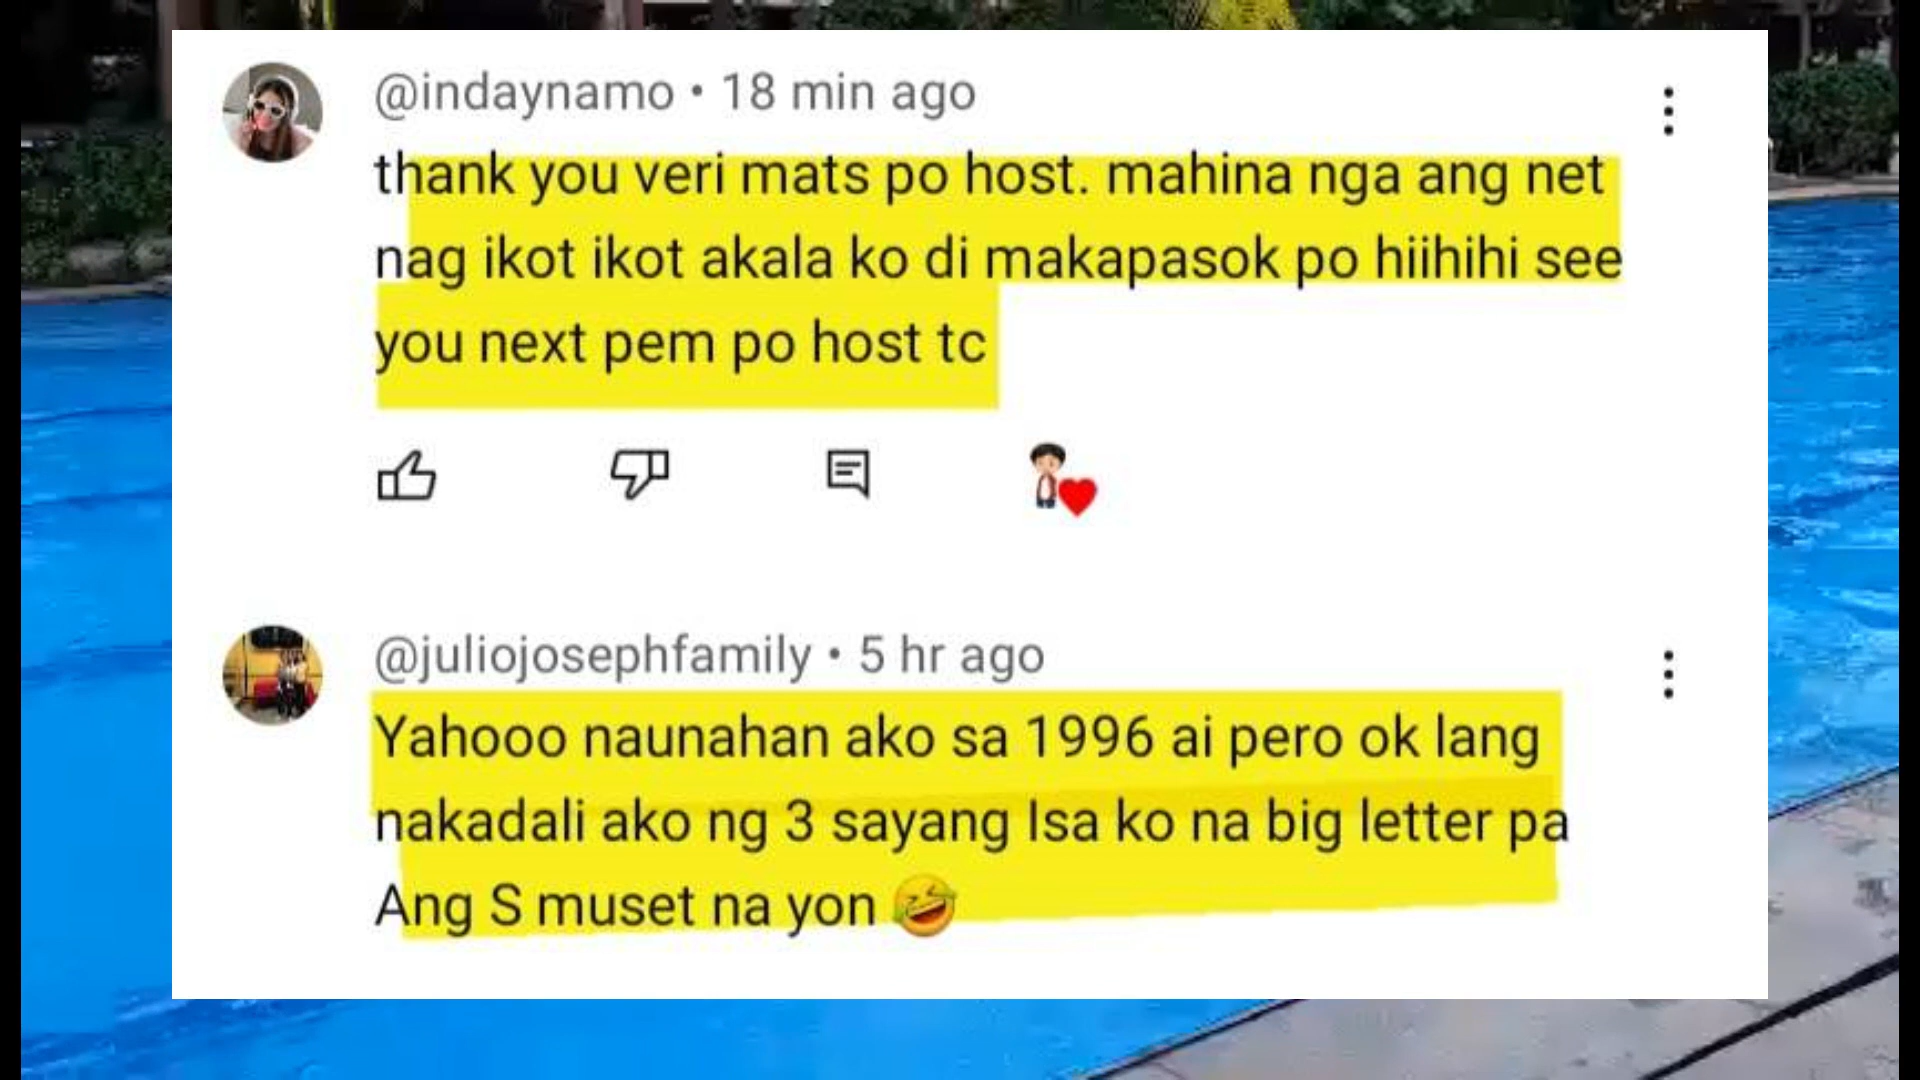 @indaynamo • 18 min ago
thank you veri mats po host. mahina nga ang net
nag ikot ikot akala ko di makapasok po hiihihi see
you next pem po host tc
@juliojosephfamily • 5 hr ago
Yahooo naunahan ako sa 1996 ai pero ok lang
nakadali ako ng 3 sayang Isa ko na big letter pa
Ang S muset na yon 🤣